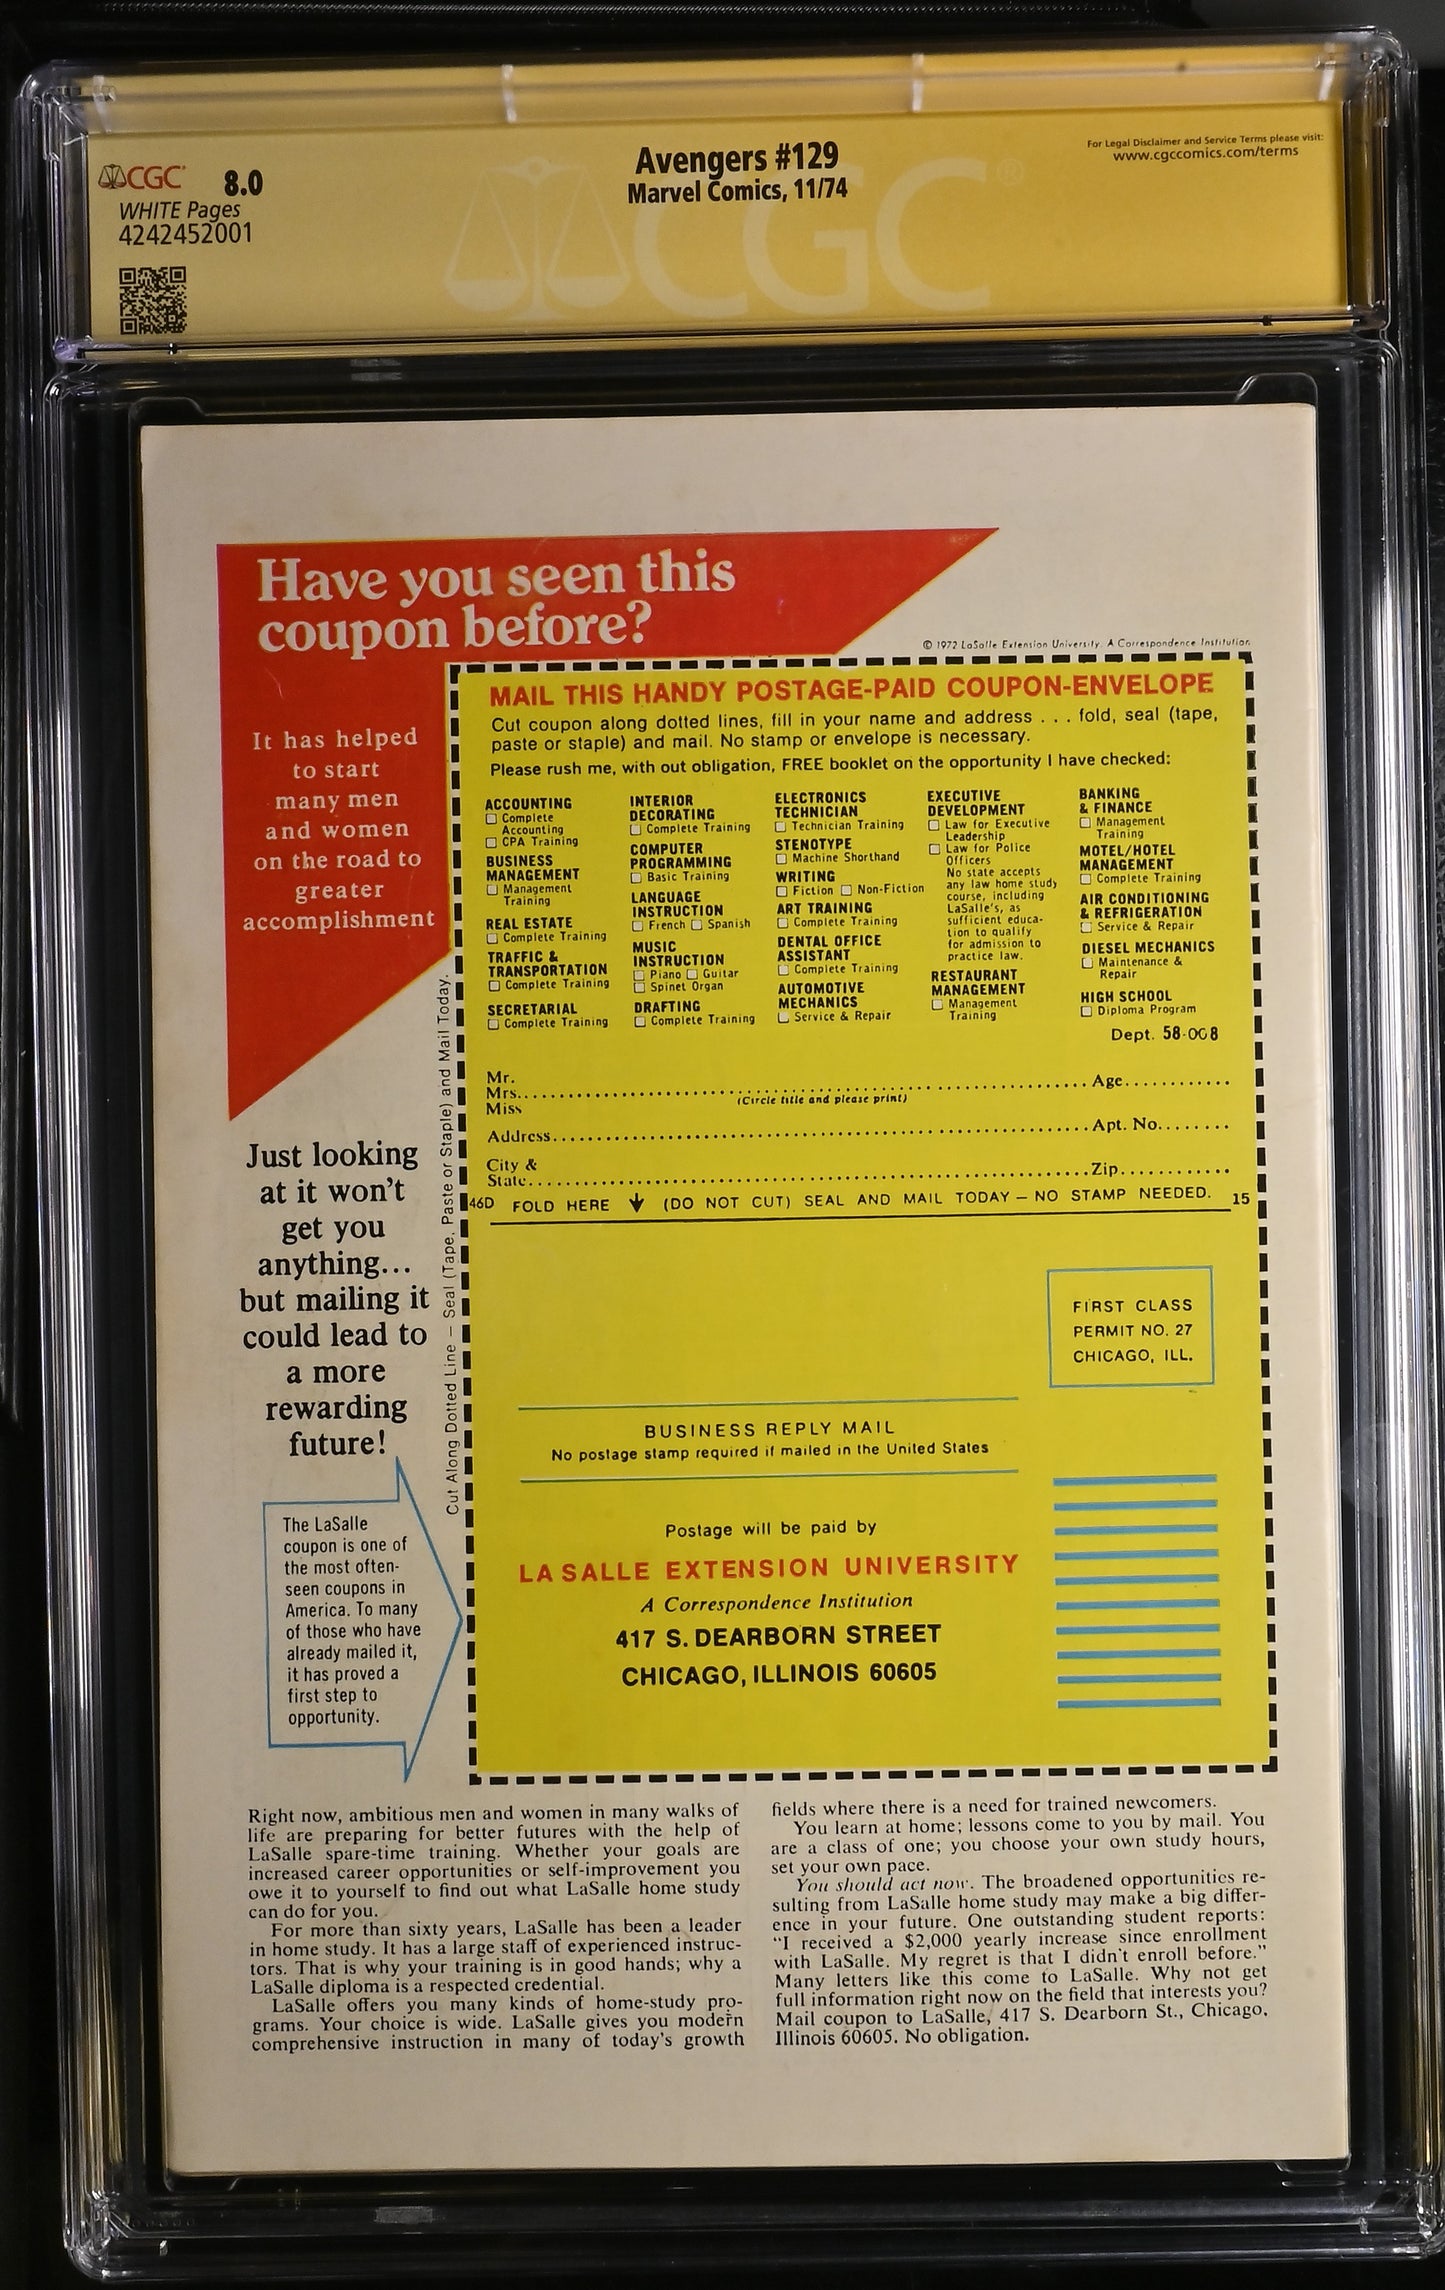 CGC 8.0
WHITE Pages
4242452001
Avengers #129
Marvel Comics, 11/74
For Legal Disclaimer and Service Terms please visit:
www.cgccomics.com/terms
CGC®
Have you seen this
coupon before?
It has helped
to start
many men
and women
on the road to
greater
accomplishment
© 1972 LaSalle Extension University. A Correspondence Institution
MAIL THIS HANDY POSTAGE-PAID COUPON-ENVELOPE
Cut coupon along dotted lines, fill in your name and address . . . fold, seal (tape,
paste or staple) and mail. No stamp or envelope is necessary.
Please rush me, with out obligation, FREE booklet on the opportunity I have checked:
ACCOUNTING
☐ Complete
Accounting
☐ CPA Training
BUSINESS
MANAGEMENT
☐ Management
Training
REAL ESTATE
☐ Complete Training
TRAFFIC &
TRANSPORTATION
☐ Complete Training
SECRETARIAL
☐ Complete Training
INTERIOR
DECORATING
☐ Complete Training
COMPUTER
PROGRAMMING
☐ Basic Training
LANGUAGE
INSTRUCTION
☐ French ☐ Spanish
MUSIC
INSTRUCTION
☐ Piano ☐ Guitar
☐ Spinet Organ
DRAFTING
☐ Complete Training
ELECTRONICS
TECHNICIAN
☐ Technician Training
STENOTYPE
☐ Machine Shorthand
WRITING
☐ Fiction ☐ Non-Fiction
ART TRAINING
☐ Complete Training
DENTAL OFFICE
ASSISTANT
☐ Complete Training
AUTOMOTIVE
MECHANICS
☐ Service & Repair
EXECUTIVE
DEVELOPMENT
☐ Law for Executive
Leadership
☐ Law for Police
Officers
No state accepts
any law home study
course, including
LaSalle's, as
sufficient educa-
tion to qualify
for admission to
practice law.
RESTAURANT
MANAGEMENT
☐ Management
Training
BANKING
& FINANCE
☐ Management
Training
MOTEL/HOTEL
MANAGEMENT
☐ Complete Training
AIR CONDITIONING
& REFRIGERATION
☐ Service & Repair
DIESEL MECHANICS
☐ Maintenance &
Repair
HIGH SCHOOL
☐ Diploma Program
Dept. 58-008
Mr.
Mrs. Age
Miss
(Circle title and please print)
Address Apt. No.
City &
State Zip
46D FOLD HERE ↓ (DO NOT CUT) SEAL AND MAIL TODAY — NO STAMP NEEDED. 15
Cut Along Dotted Line — Seal (Tape, Paste or Staple) and Mail Today.
Just looking
at it won't
get you
anything...
but mailing it
could lead to
a more
rewarding
future!
FIRST CLASS
PERMIT NO. 27
CHICAGO, ILL.
BUSINESS REPLY MAIL
No postage stamp required if mailed in the United States
Postage will be paid by
LA SALLE EXTENSION UNIVERSITY
A Correspondence Institution
417 S. DEARBORN STREET
CHICAGO, ILLINOIS 60605
The LaSalle
coupon is one of
the most often-
seen coupons in
America. To many
of those who have
already mailed it,
it has proved a
first step to
opportunity.
Right now, ambitious men and women in many walks of
life are preparing for better futures with the help of
LaSalle spare-time training. Whether your goals are
increased career opportunities or self-improvement you
owe it to yourself to find out what LaSalle home study
can do for you.
For more than sixty years, LaSalle has been a leader
in home study. It has a large staff of experienced instruc-
tors. That is why your training is in good hands; why a
LaSalle diploma is a respected credential.
LaSalle offers you many kinds of home-study pro-
grams. Your choice is wide. LaSalle gives you modern
comprehensive instruction in many of today's growth
fields where there is a need for trained newcomers.
You learn at home; lessons come to you by mail. You
are a class of one; you choose your own study hours,
set your own pace.
You should act now. The broadened opportunities re-
sulting from LaSalle home study may make a big differ-
ence in your future. One outstanding student reports:
"I received a $2,000 yearly increase since enrollment
with LaSalle. My regret is that I didn't enroll before."
Many letters like this come to LaSalle. Why not get
full information right now on the field that interests you?
Mail coupon to LaSalle, 417 S. Dearborn St., Chicago,
Illinois 60605. No obligation.